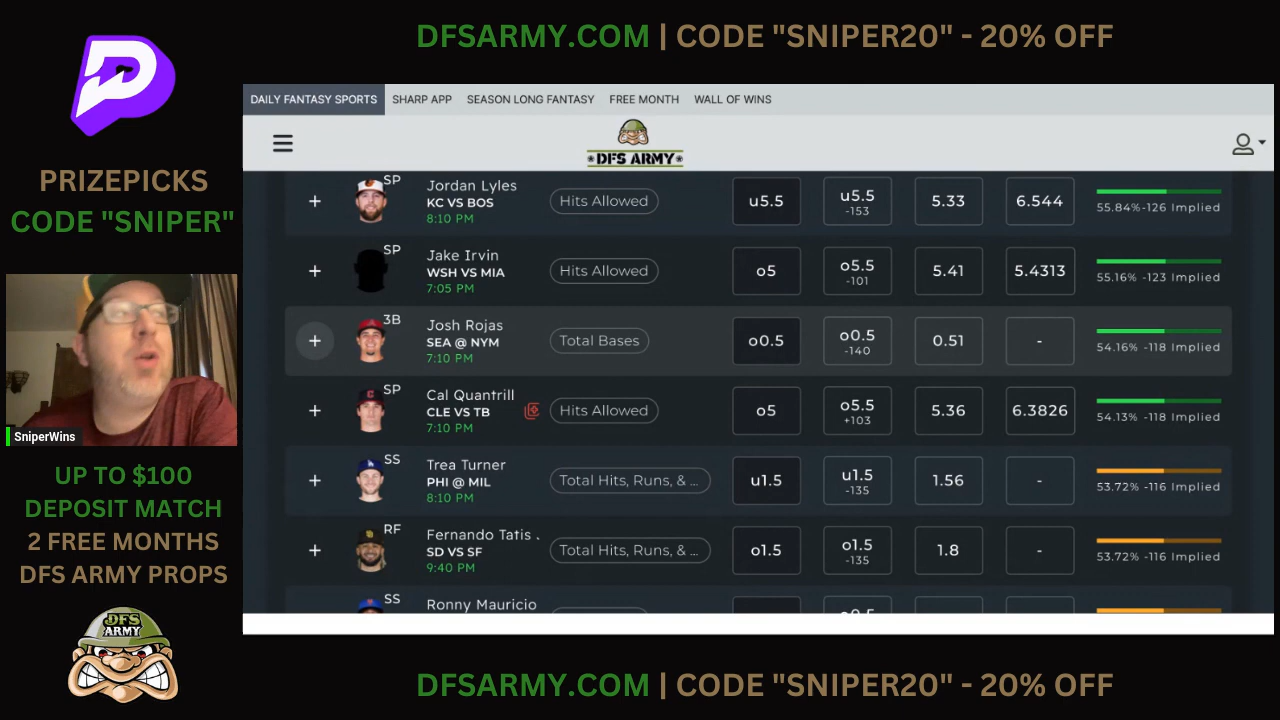 DFSARMY.COM | CODE "SNIPER20" - 20% OFF
PRIZEPICKS
CODE "SNIPER"
SniperWins
UP TO $100
DEPOSIT MATCH
2 FREE MONTHS
DFS ARMY PROPS
DFS
ARMY
DAILY FANTASY SPORTS SHARP APP SEASON LONG FANTASY FREE MONTH WALL OF WINS
DFS ARMY
+ SP Jordan Lyles
KC VS BOS
8:10 PM
Hits Allowed u5.5 u5.5
-153
5.33 6.544 55.84%-126 Implied
+ SP Jake Irvin
WSH VS MIA
7:05 PM
Hits Allowed o5 o5.5
-101
5.41 5.4313 55.16% -123 Implied
+ 3B Josh Rojas
SEA @ NYM
7:10 PM
Total Bases o0.5 o0.5
-140
0.51 - 54.16% -118 Implied
+ SP Cal Quantrill
CLE VS TB
7:10 PM
Hits Allowed o5 o5.5
+103
5.36 6.3826 54.13% -118 Implied
+ SS Trea Turner
PHI @ MIL
8:10 PM
Total Hits, Runs, & ... u1.5 u1.5
-135
1.56 - 53.72% -116 Implied
+ RF Fernando Tatis .
SD VS SF
9:40 PM
Total Hits, Runs, & ... o1.5 o1.5
-135
1.8 - 53.72% -116 Implied
SS Ronny Mauricio
DFSARMY.COM | CODE "SNIPER20" - 20% OFF